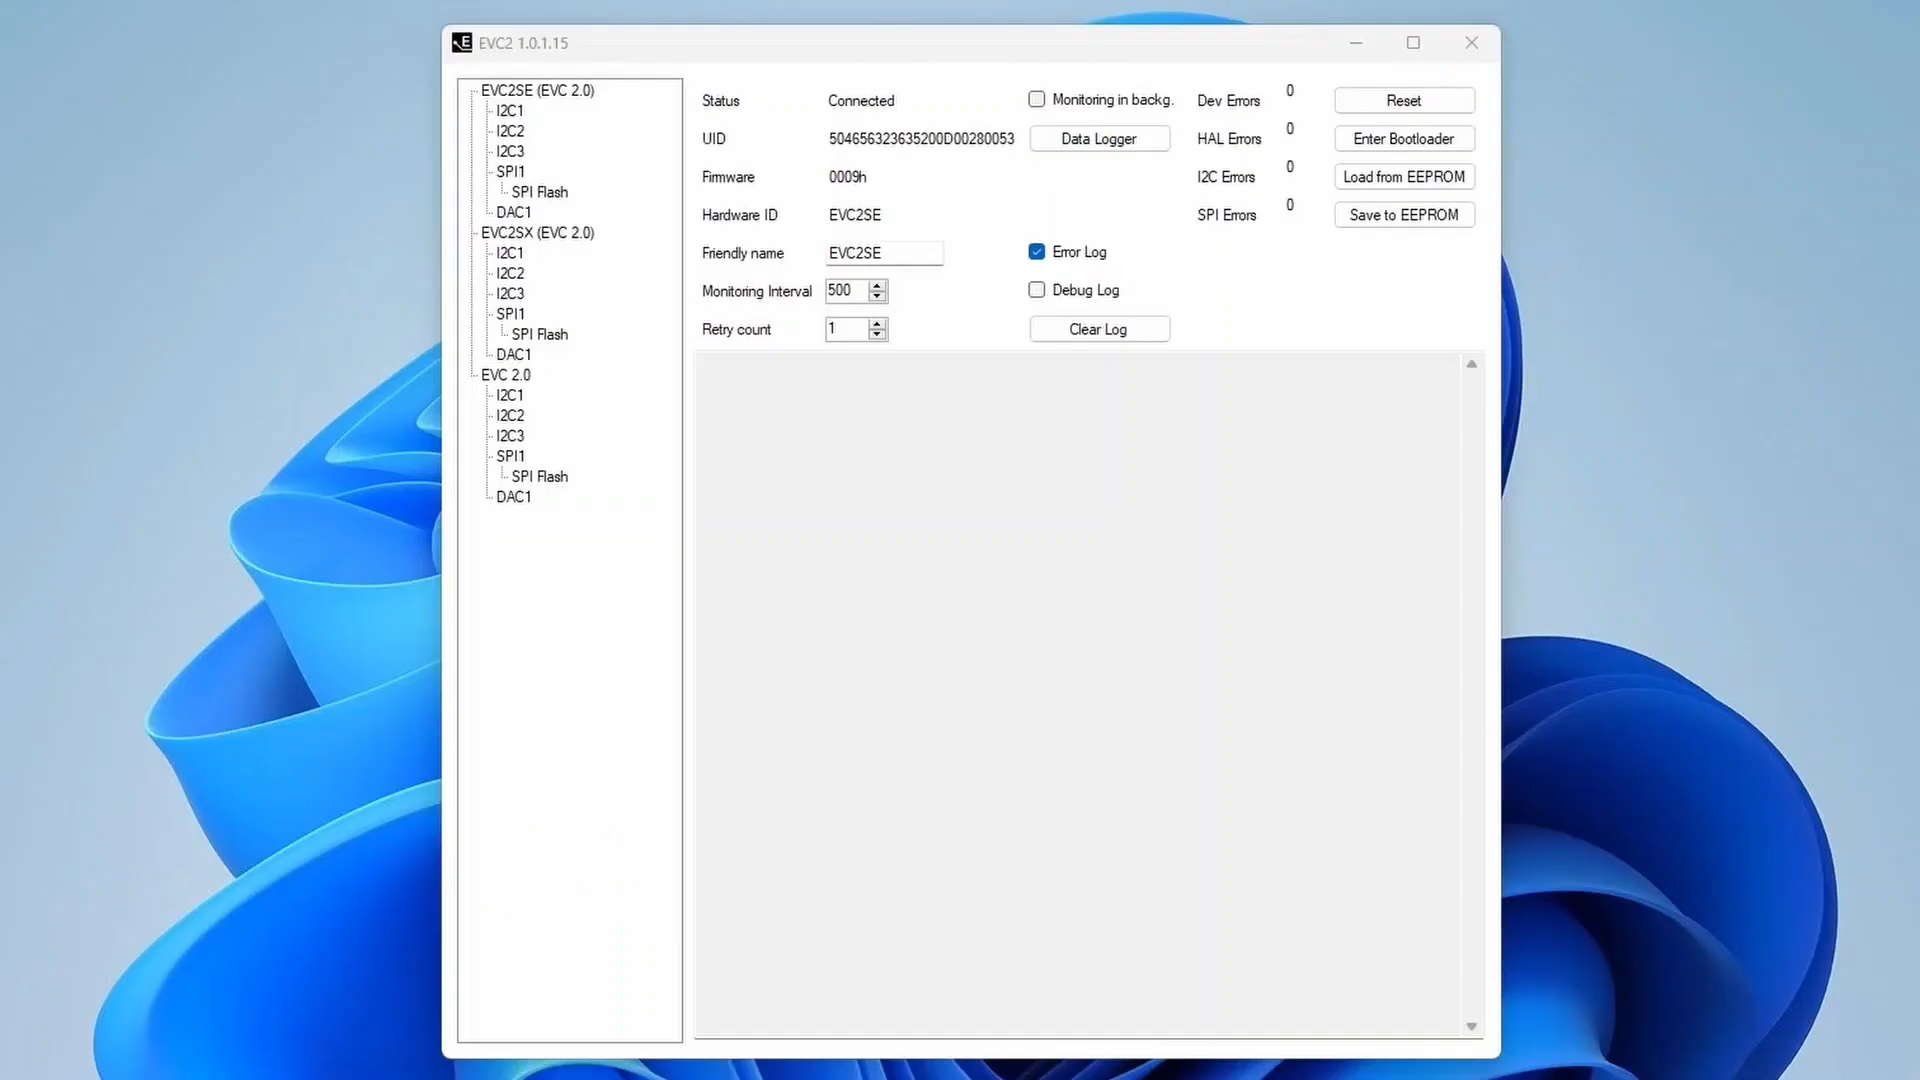 EVC2 1.0.1.15
EVC2SE (EVC 2.0)
I2C1
I2C2
I2C3
SPI1
SPI Flash
DAC1
EVC2SX (EVC 2.0)
I2C1
I2C2
I2C3
SPI1
SPI Flash
DAC1
EVC 2.0
I2C1
I2C2
I2C3
SPI1
SPI Flash
DAC1
Status Connected Monitoring in backg. Dev Errors 0 Reset
UID 504656323635200D00280053 Data Logger HAL Errors 0 Enter Bootloader
Firmware 0009h I2C Errors 0 Load from EEPROM
Hardware ID EVC2SE SPI Errors 0 Save to EEPROM
Friendly name EVC2SE Error Log
Monitoring Interval 500 Debug Log
Retry count 1 Clear Log